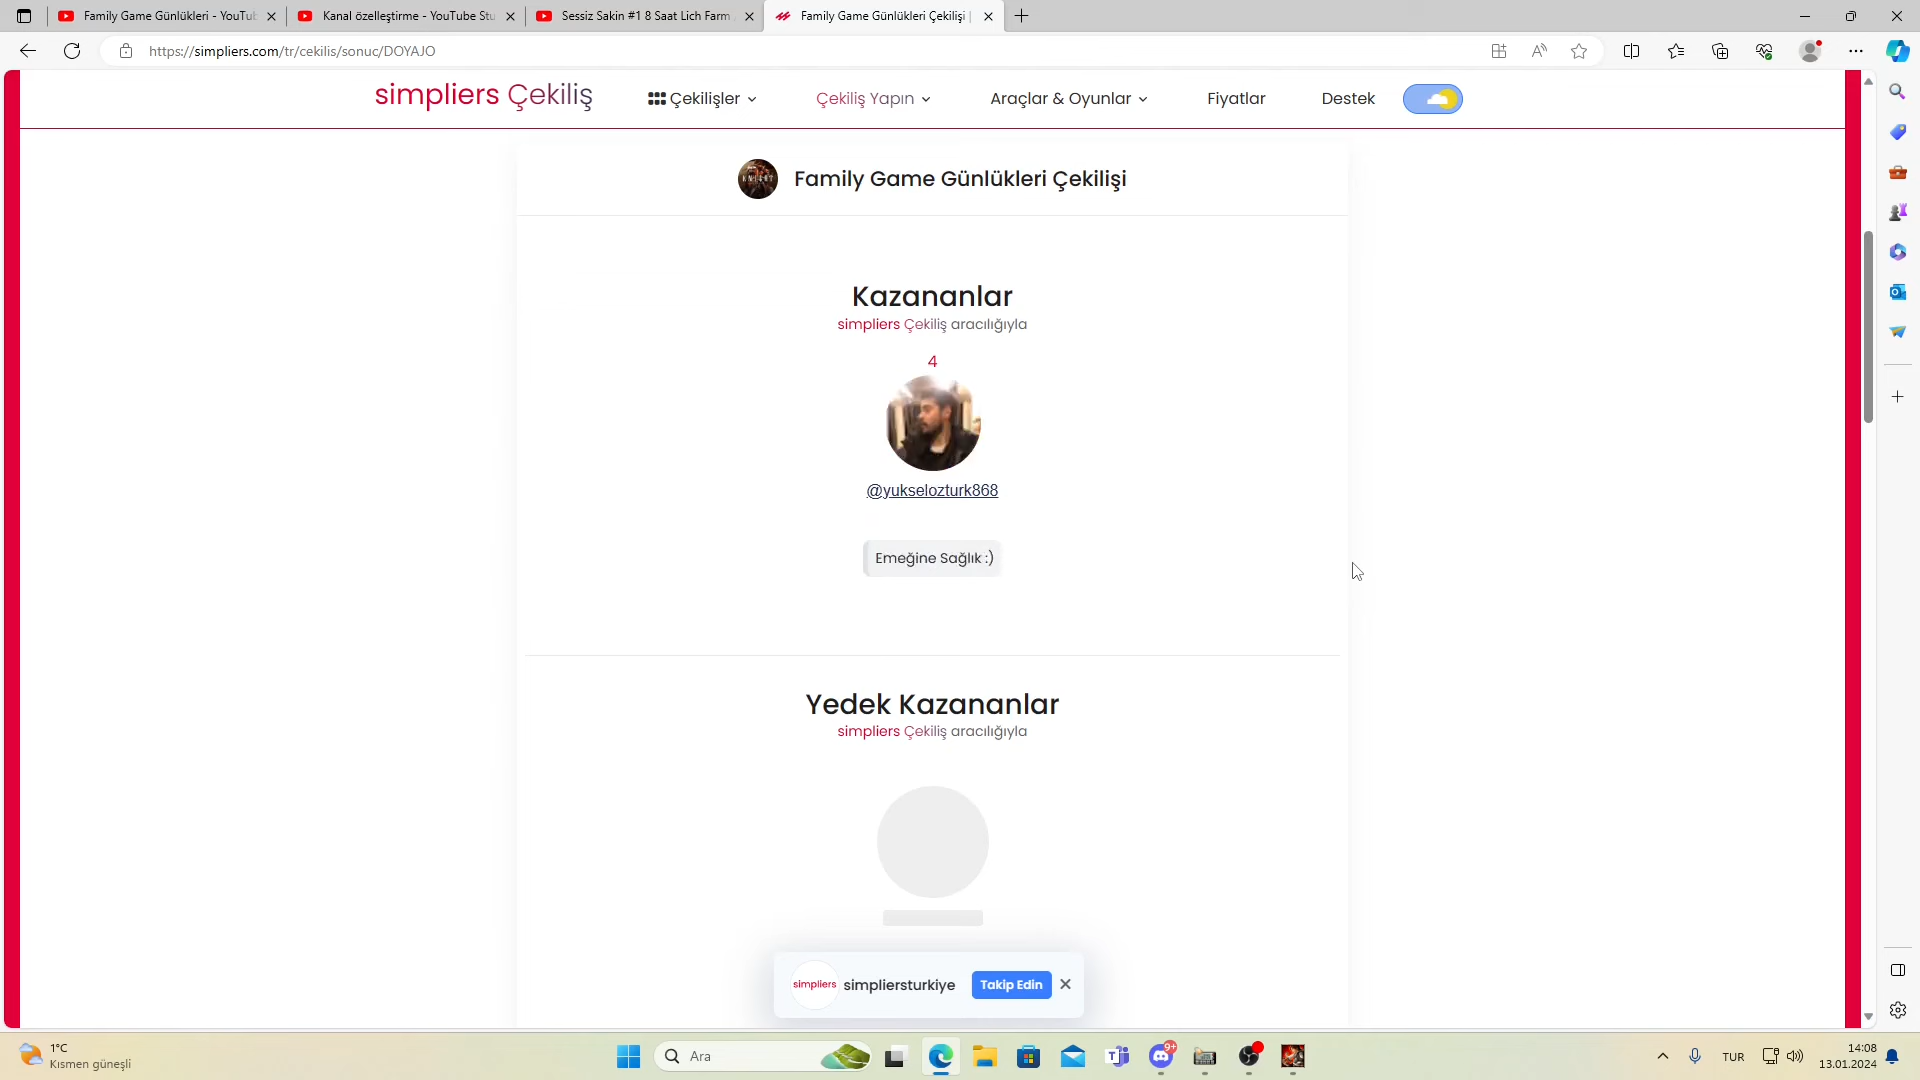 Family Game Günlükleri - YouTub
Kanal özelleştirme - YouTube Stu
Sessiz Sakin #1 8 Saat Lich Farm
Family Game Günlükleri Çekilişi |
https://simpliers.com/tr/cekilis/sonuc/DOYAJO
simpliers Çekiliş
Çekilişler
Çekiliş Yapın
Araçlar & Oyunlar
Fiyatlar
Destek
Family Game Günlükleri Çekilişi
Kazananlar
simpliers Çekiliş aracılığıyla
4
@yukselozturk868
Emeğine Sağlık :)
Yedek Kazananlar
simpliers Çekiliş aracılığıyla
simpliers
simpliersturkiye
Takip Edin
1°C
Kısmen güneşli
Ara
9+
TUR
14:08
13.01.2024